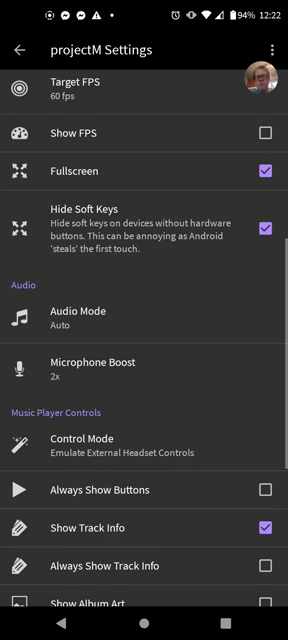 94% 12:22
projectM Settings
Target FPS
60 fps
Show FPS
Fullscreen
Hide Soft Keys
Hide soft keys on devices without hardware
buttons. This can be annoying as Android
'steals' the first touch.
Audio
Audio Mode
Auto
Microphone Boost
2x
Music Player Controls
Control Mode
Emulate External Headset Controls
Always Show Buttons
Show Track Info
Always Show Track Info
Show Album Art